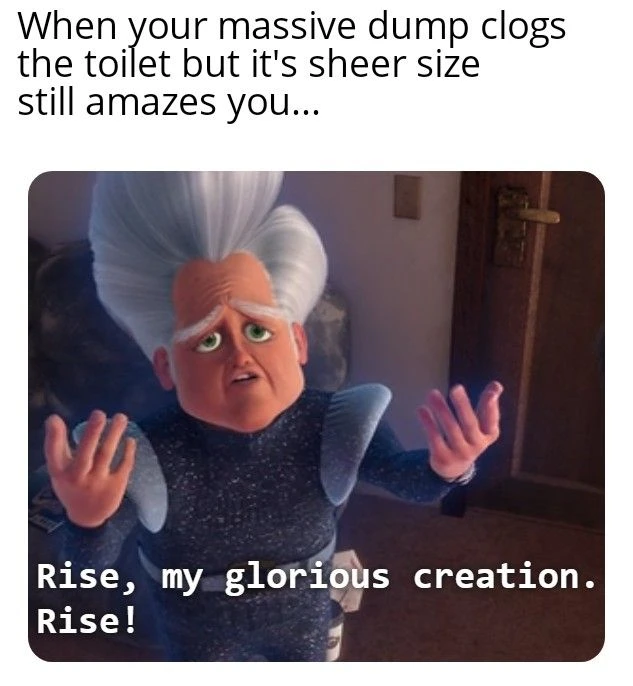 When your massive dump clogs
the toilet but it's sheer size
still amazes you...
Rise, my glorious creation.
Rise!